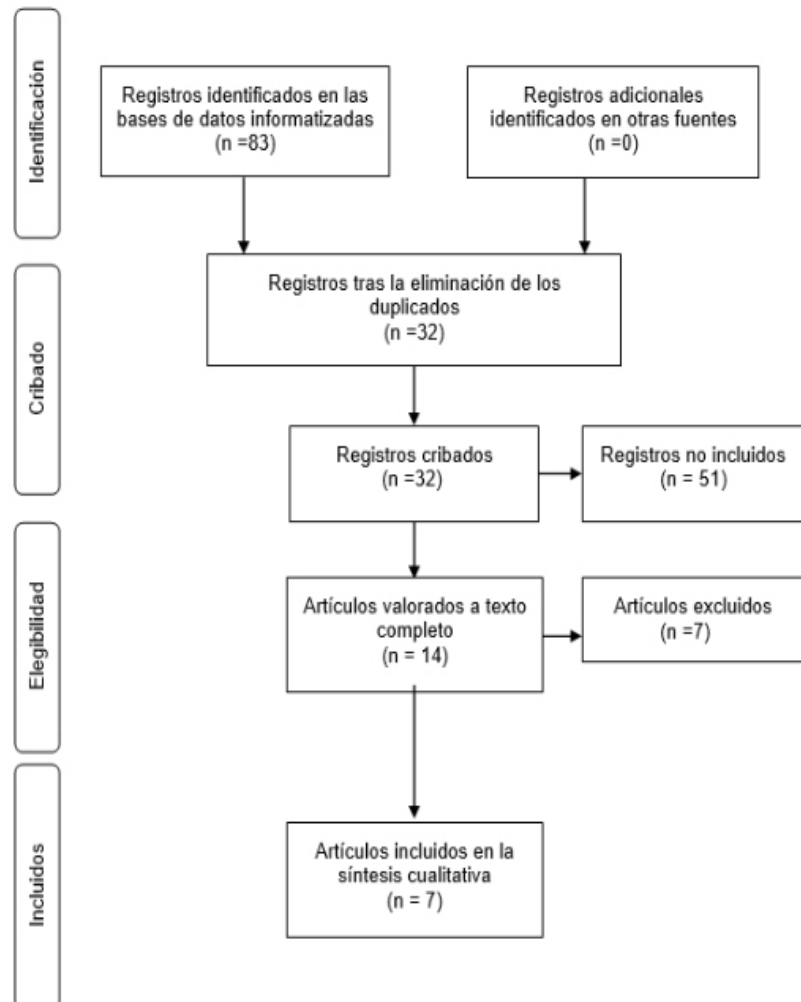 Identificación
Registros identificados en las
bases de datos informatizadas
(n =83)
Registros adicionales
identificados en otras fuentes
(n =0)
Cribado
Registros tras la eliminación de los
duplicados
(n =32)
Registros cribados
(n =32)
Registros no incluidos
(n = 51)
Elegibilidad
Artículos valorados a texto
completo
(n = 14)
Artículos excluidos
(n =7)
Incluidos
Artículos incluidos en la
síntesis cualitativa
(n = 7)